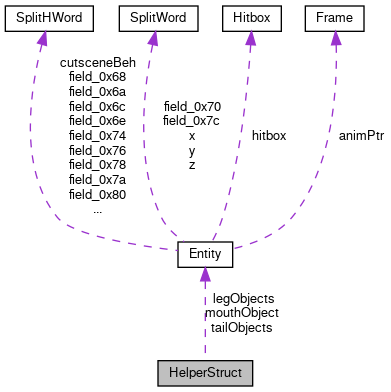 SplitHWord
SplitWord
Hitbox
Frame
cutsceneBeh
field_0x68
field_0x6a
field_0x6c
field_0x6e
field_0x74
field_0x76
field_0x78
field_0x7a
field_0x80
...
field_0x70
field_0x7c
x
y
z
hitbox
animPtr
Entity
legObjects
mouthObject
tailObjects
HelperStruct